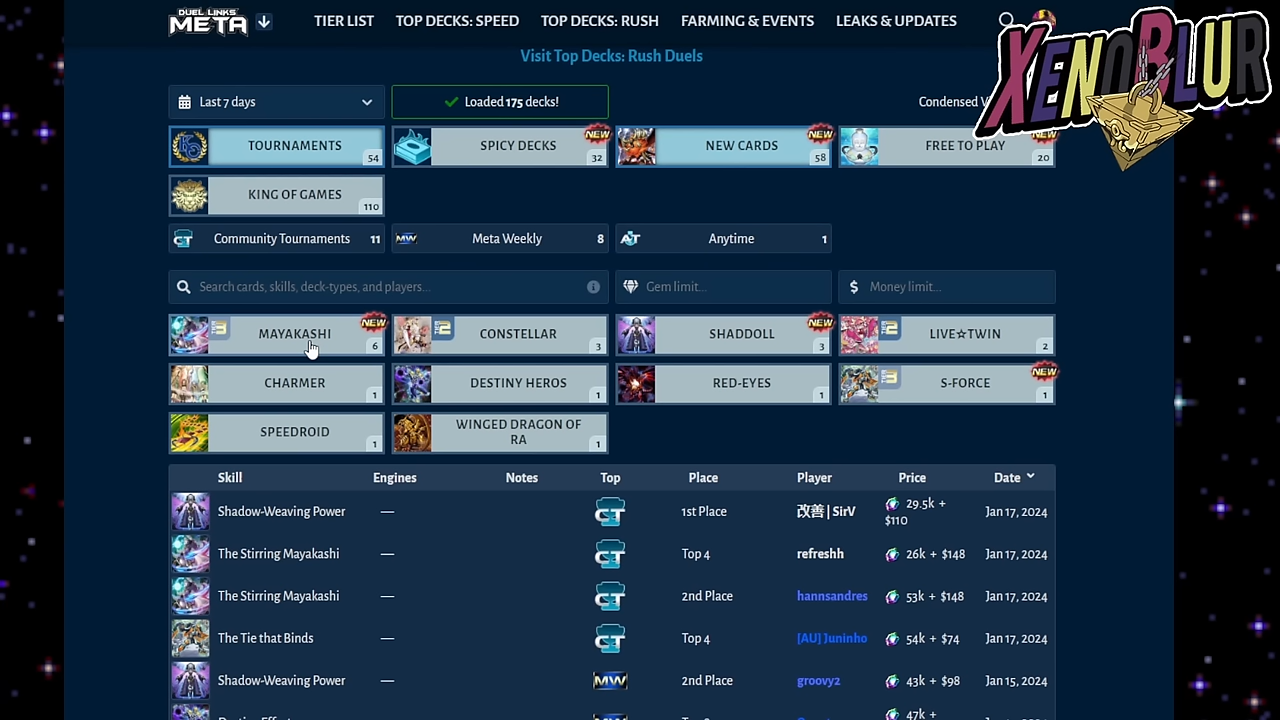 DUEL LINKS
META
TIER LIST
TOP DECKS: SPEED
TOP DECKS: RUSH
FARMING & EVENTS
LEAKS & UPDATES
XENOBLUR
Visit Top Decks: Rush Duels
Last 7 days
Loaded 175 decks!
Condensed
TOURNAMENTS
54
SPICY DECKS
NEW
32
NEW CARDS
NEW
58
FREE TO PLAY
20
KING OF GAMES
110
CT Community Tournaments 11
MW Meta Weekly 8
AT Anytime 1
Search cards, skills, deck-types, and players...
Gem limit...
$ Money limit...
MAYAKASHI
NEW
6
CONSTELLAR
3
SHADDOLL
NEW
3
LIVE☆TWIN
2
CHARMER
1
DESTINY HEROS
1
RED-EYES
1
S-FORCE
NEW
1
SPEEDROID
1
WINGED DRAGON OF
RA
1
Skill Engines Notes Top Place Player Price Date
Shadow-Weaving Power — CT 1st Place 改善 | SirV 29.5k +
$110 Jan 17, 2024
The Stirring Mayakashi — CT Top 4 refreshh 26k + $148 Jan 17, 2024
The Stirring Mayakashi — CT 2nd Place hannsandres 53k + $148 Jan 17, 2024
The Tie that Binds — CT Top 4 [AU] Juninho 54k + $74 Jan 17, 2024
Shadow-Weaving Power — MW 2nd Place groovy2 43k + $98 Jan 15, 2024
47k +